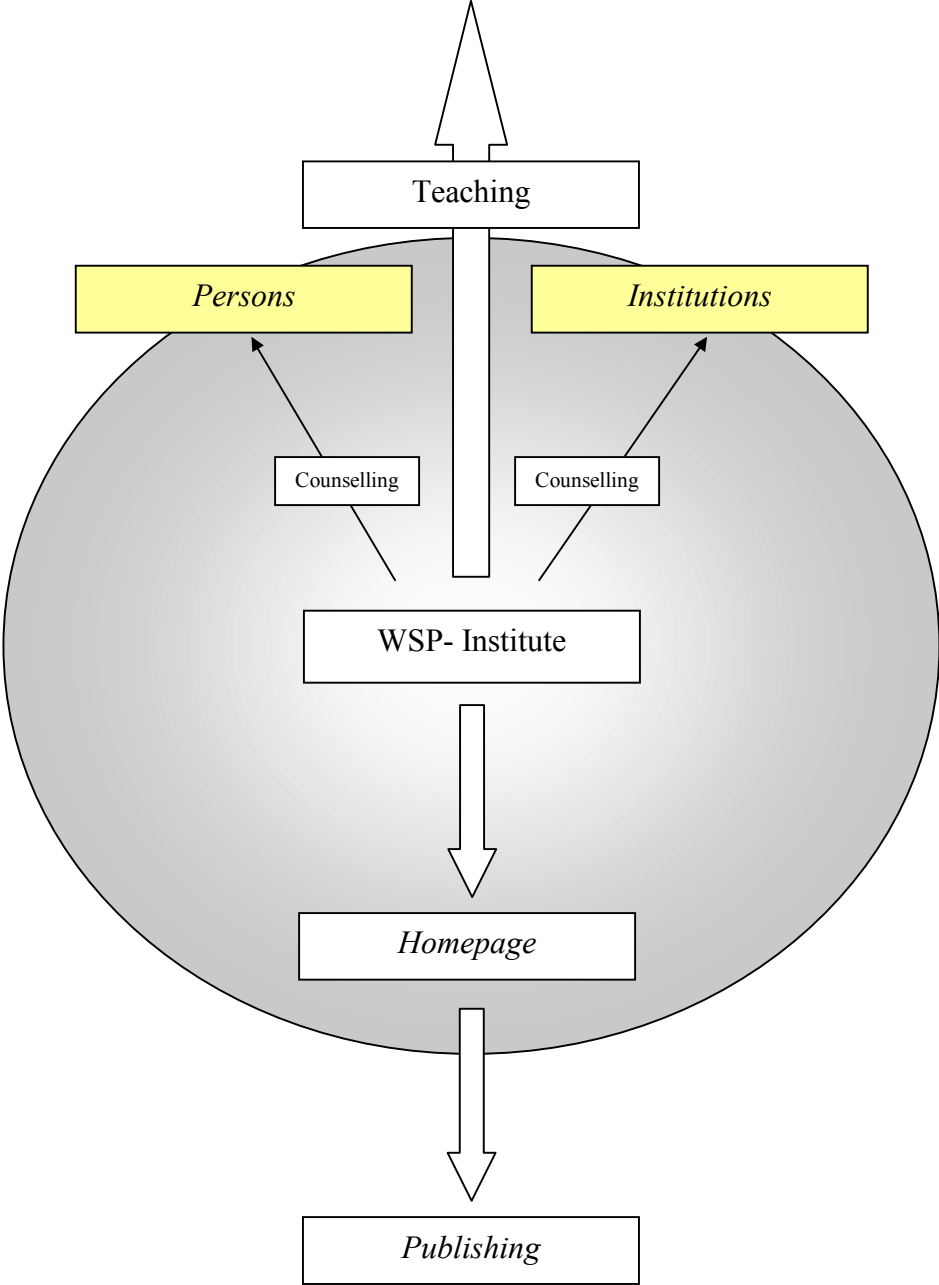 Teaching
Persons
Institutions
Counselling
Counselling
WSP- Institute
Homepage
Publishing